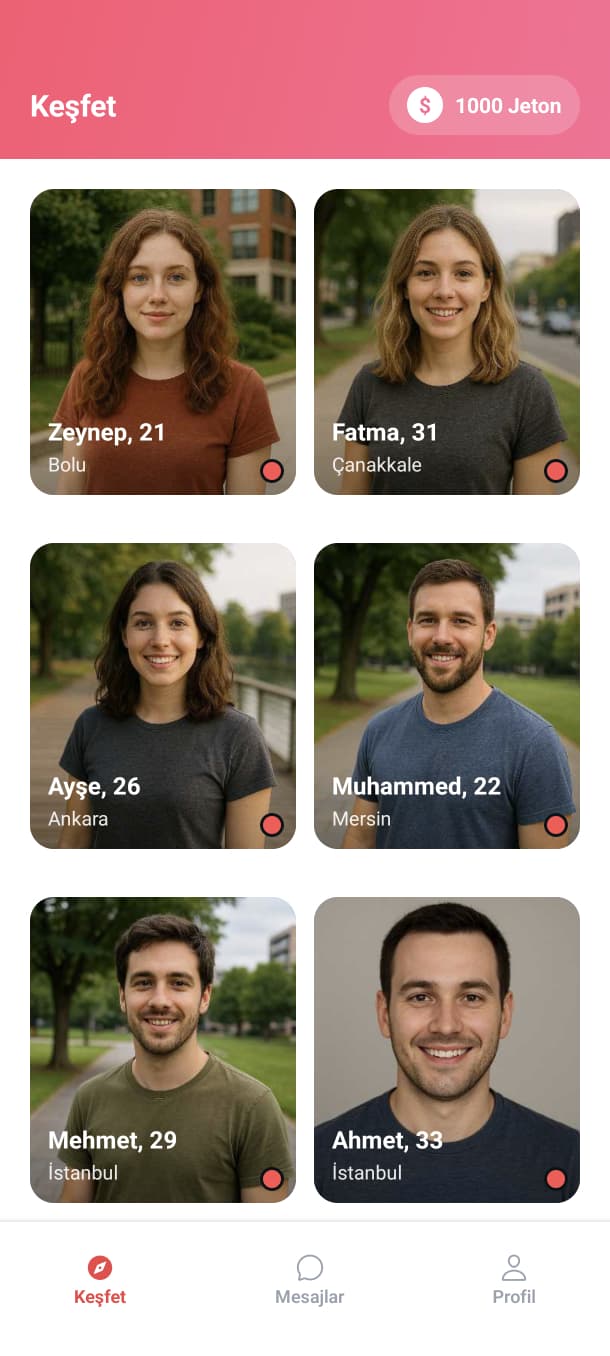 Keşfet
$ 1000 Jeton
Zeynep, 21
Bolu
Fatma, 31
Çanakkale
Ayşe, 26
Ankara
Muhammed, 22
Mersin
Mehmet, 29
İstanbul
Ahmet, 33
İstanbul
Keşfet
Mesajlar
Profil